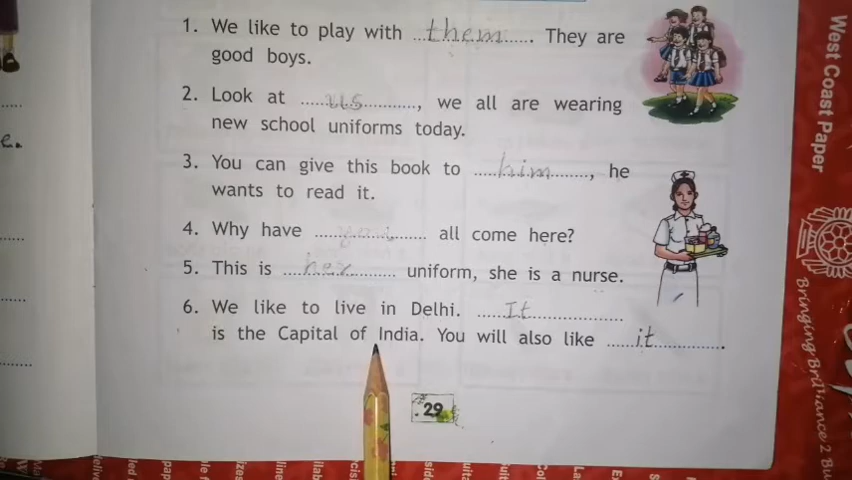 1. We like to play with ...them....... They are
good boys.
2. Look at .....us..........., we all are wearing
new school uniforms today.
3. You can give this book to .....him........, he
wants to read it.
4. Why have .....you........ all come here?
5. This is ....her.......... uniform, she is a nurse.
6. We like to live in Delhi. .....It...............
is the Capital of India. You will also like .....it.............
29
e.
West Coast Paper
Bringing Brilliance 2 Bu